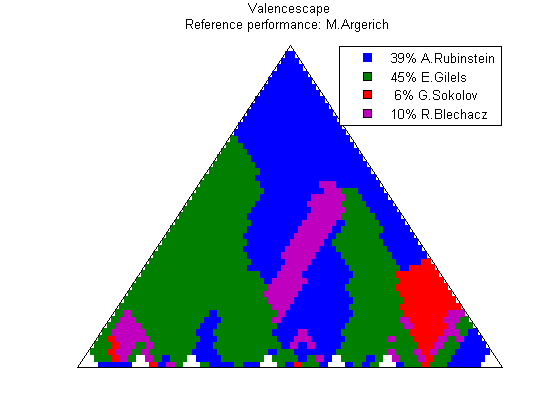 Valencescape
Reference performance: M.Argerich
39% A.Rubinstein
45% E.Gilels
6% G.Sokolov
10% R.Blechacz